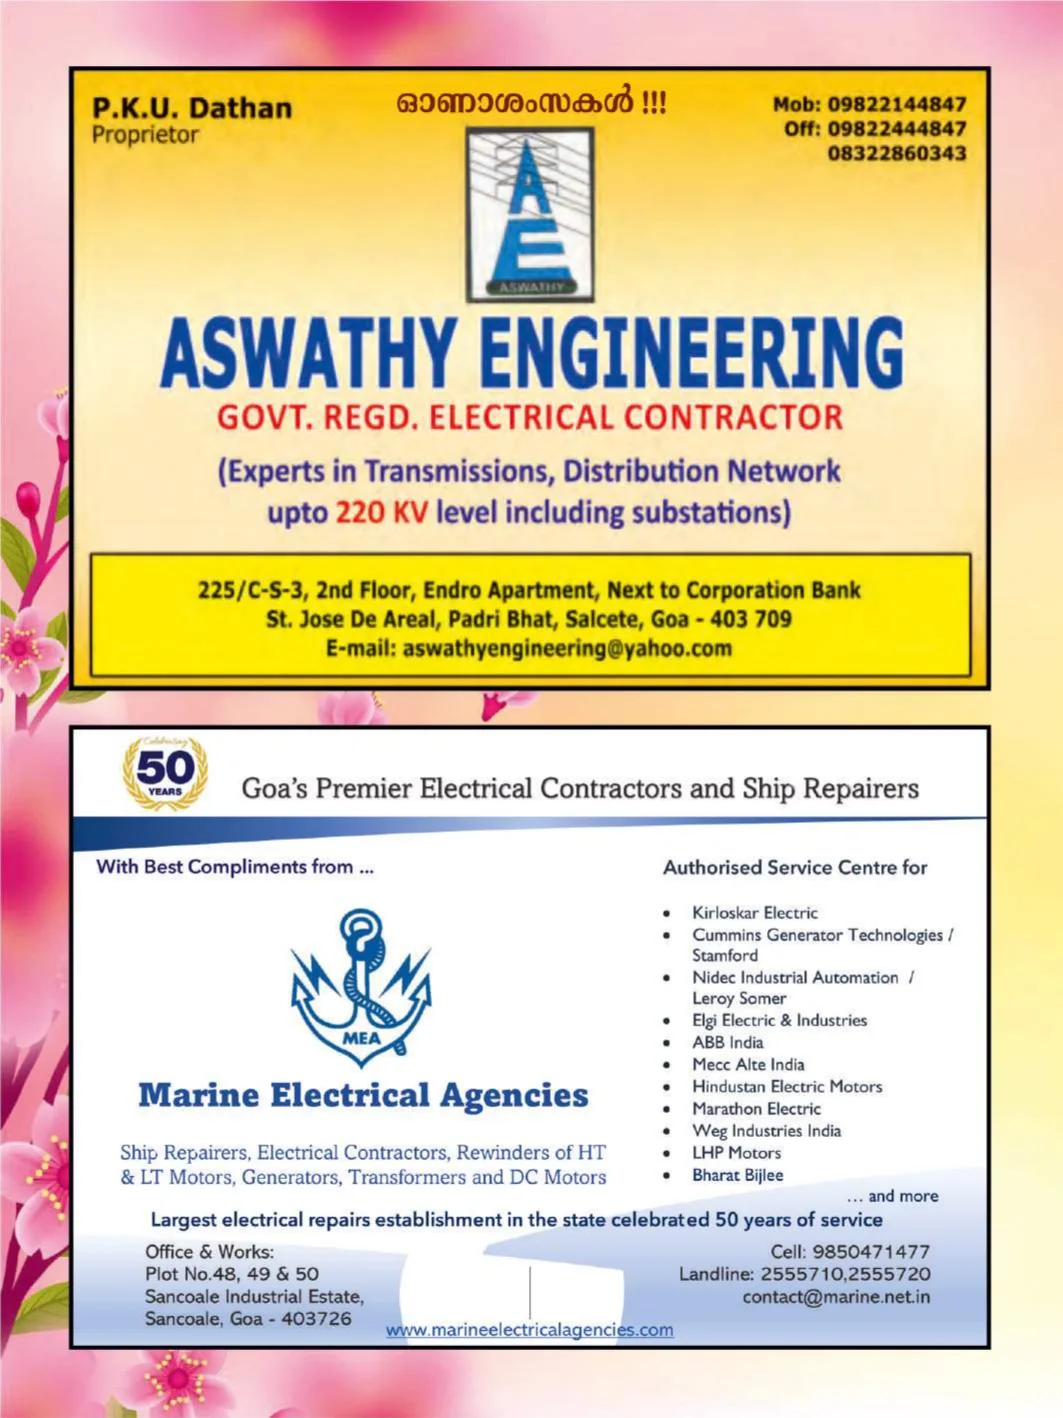 P.K.U. Dathan
Proprietor
ഓണാശംസകൾ !!!
Mob: 09822144847
Off: 09822444847
08322860343
AE
ASWATHY
ASWATHY ENGINEERING
GOVT. REGD. ELECTRICAL CONTRACTOR
(Experts in Transmissions, Distribution Network
upto 220 KV level including substations)
225/C-S-3, 2nd Floor, Endro Apartment, Next to Corporation Bank
St. Jose De Areal, Padri Bhat, Salcete, Goa - 403 709
E-mail: aswathyengineering@yahoo.com
Celebrating
50
YEARS
Goa's Premier Electrical Contractors and Ship Repairers
With Best Compliments from ...
MEA
Marine Electrical Agencies
Ship Repairers, Electrical Contractors, Rewinders of HT
& LT Motors, Generators, Transformers and DC Motors
Authorised Service Centre for
• Kirloskar Electric
• Cummins Generator Technologies /
Stamford
• Nidec Industrial Automation /
Leroy Somer
• Elgi Electric & Industries
• ABB India
• Mecc Alte India
• Hindustan Electric Motors
• Marathon Electric
• Weg Industries India
• LHP Motors
• Bharat Bijlee
... and more
Largest electrical repairs establishment in the state celebrated 50 years of service
Office & Works:
Plot No.48, 49 & 50
Sancoale Industrial Estate,
Sancoale, Goa - 403726
Cell: 9850471477
Landline: 2555710,2555720
contact@marine.net.in
www.marineelectricalagencies.com